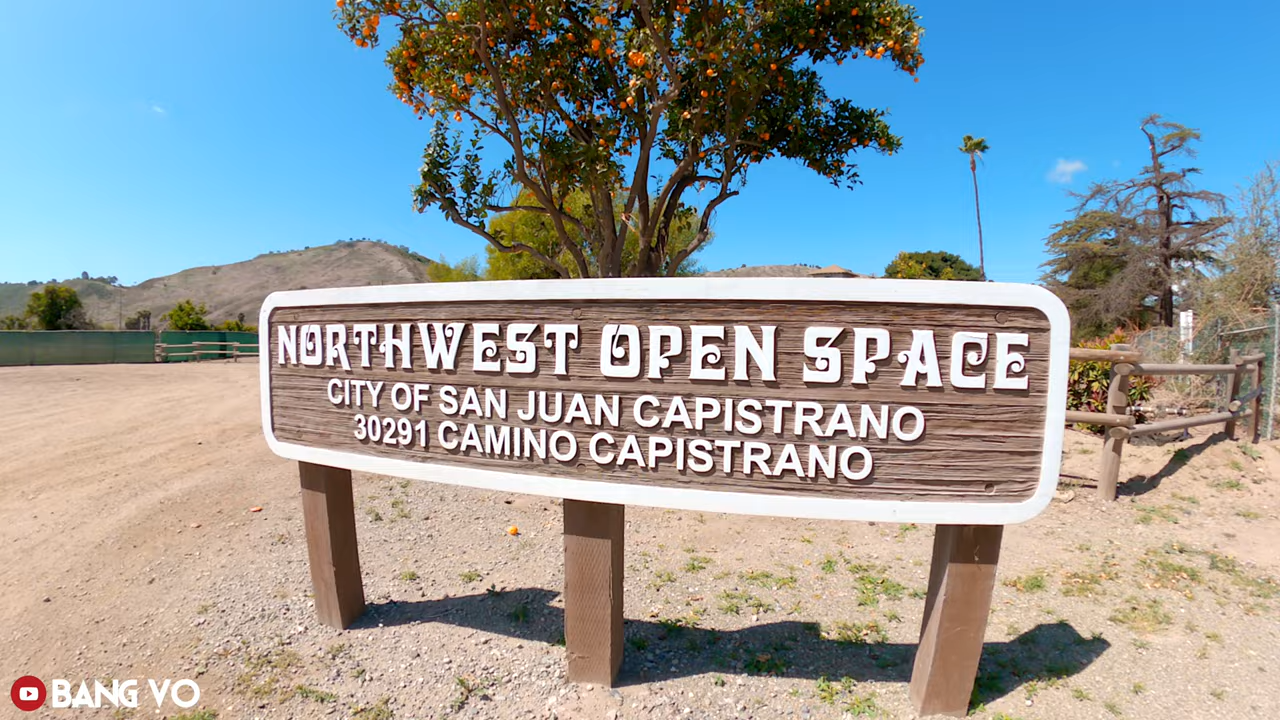 NORTHWEST OPEN SPACE
CITY OF SAN JUAN CAPISTRANO
30291 CAMINO CAPISTRANO
BANG VO